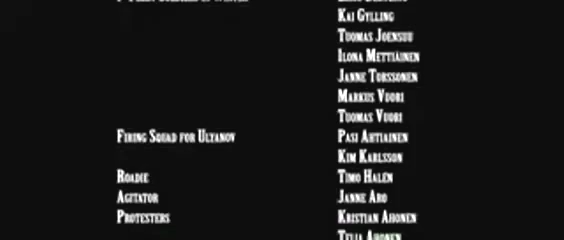 Kai Gylling
Tuomas Joensuu
Ilona Mettiäinen
Janne Torssonen
Markus Vuori
Tuomas Vuori
Firing Squad for Ulyanov Pasi Ahtiainen
Kim Karlsson
Roadie Timo Halen
Agitator Janne Aro
Protesters Kristian Ahonen